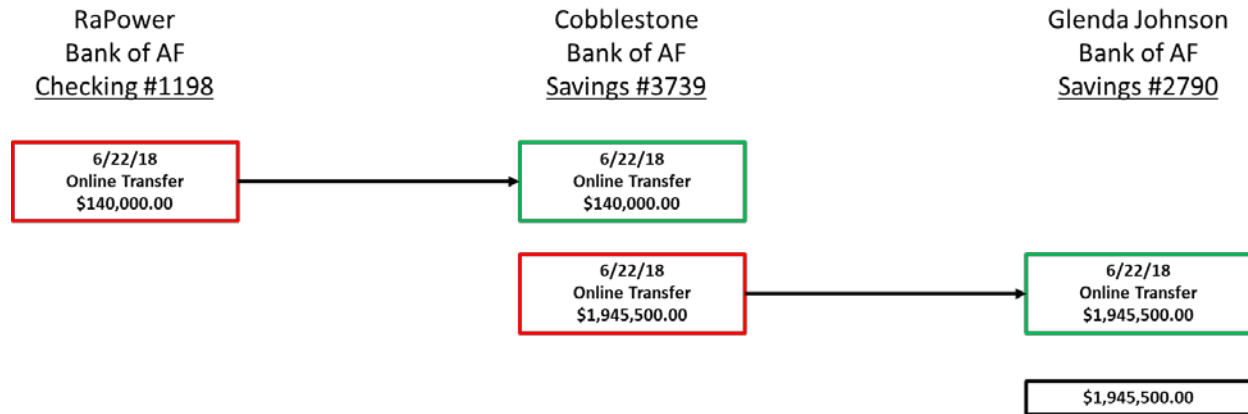 RaPower
Bank of AF
Checking #1198
Cobblestone
Bank of AF
Savings #3739
Glenda Johnson
Bank of AF
Savings #2790
6/22/18
Online Transfer
$140,000.00
6/22/18
Online Transfer
$140,000.00
6/22/18
Online Transfer
$1,945,500.00
6/22/18
Online Transfer
$1,945,500.00
$1,945,500.00